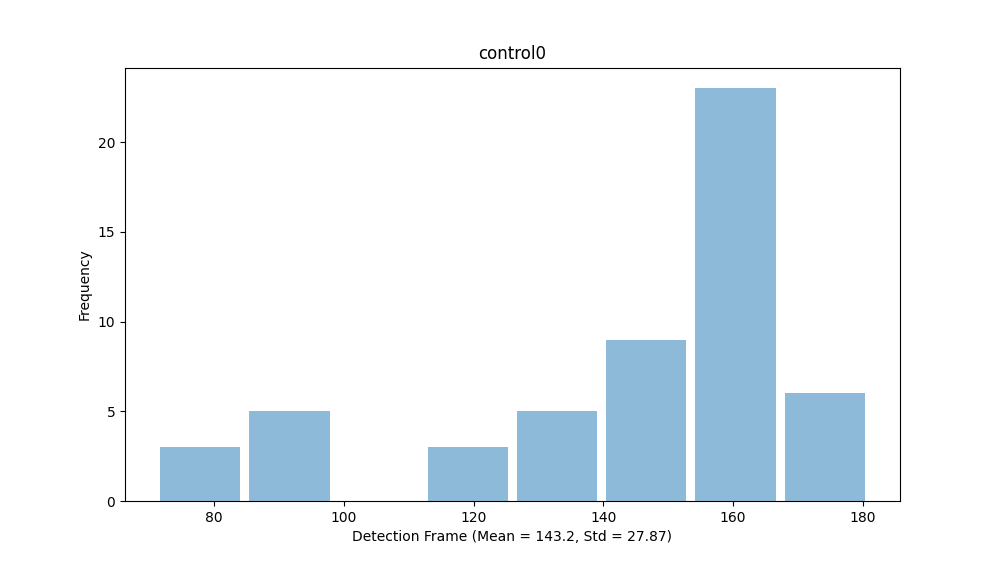 control0
Frequency
20
15
10
5
0
80 100 120 140 160 180
Detection Frame (Mean = 143.2, Std = 27.87)